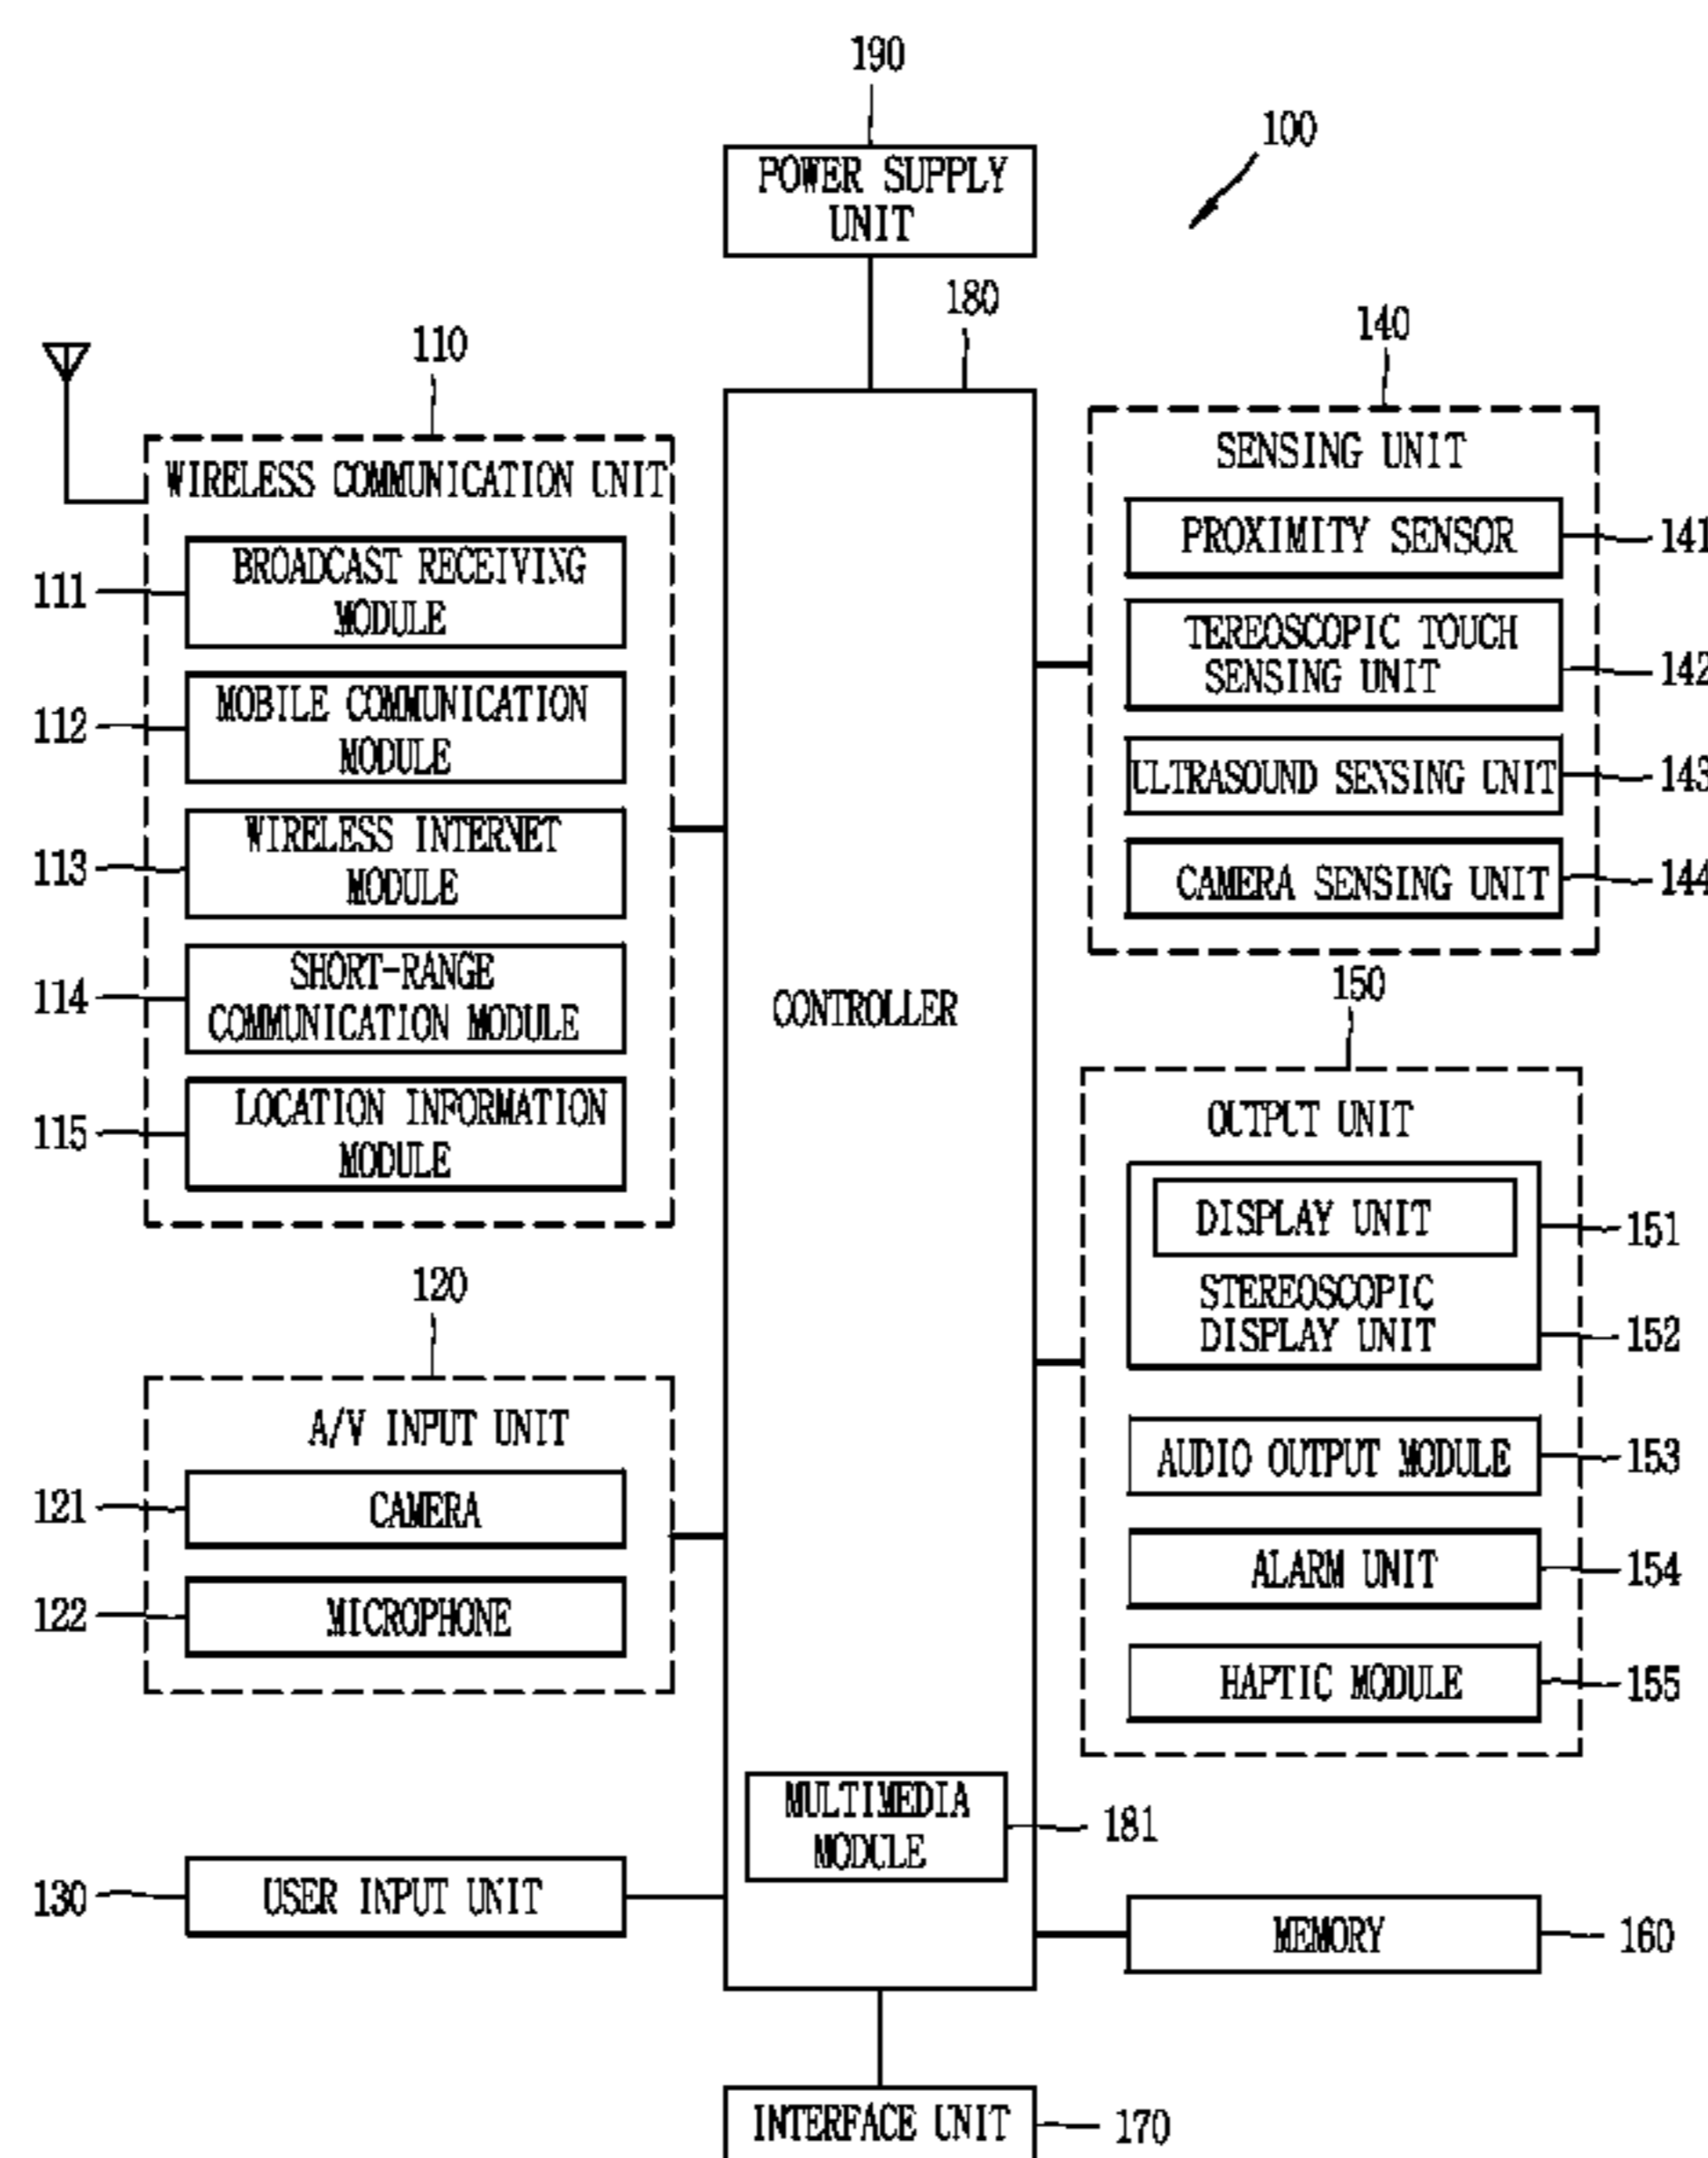 190
100
POWER SUPPLY
UNIT
180
110
WIRELESS COMMUNICATION UNIT
111
BROADCAST RECEIVING
MODULE
112
MOBILE COMMUNICATION
MODULE
113
WIRELESS INTERNET
MODULE
114
SHORT-RANGE
COMMUNICATION MODULE
115
LOCATION INFORMATION
MODULE
120
A/V INPUT UNIT
121
CAMERA
122
MICROPHONE
130
USER INPUT UNIT
CONTROLLER
MULTIMEDIA
MODULE
181
140
SENSING UNIT
PROXIMITY SENSOR
141
TEREOSCOPIC TOUCH
SENSING UNIT
142
ULTRASOUND SENSING UNIT
143
CAMERA SENSING UNIT
144
150
OUTPUT UNIT
DISPLAY UNIT
151
STEREOSCOPIC
DISPLAY UNIT
152
AUDIO OUTPUT MODULE
153
ALARM UNIT
154
HAPTIC MODULE
155
MEMORY
160
INTERFACE UNIT
170